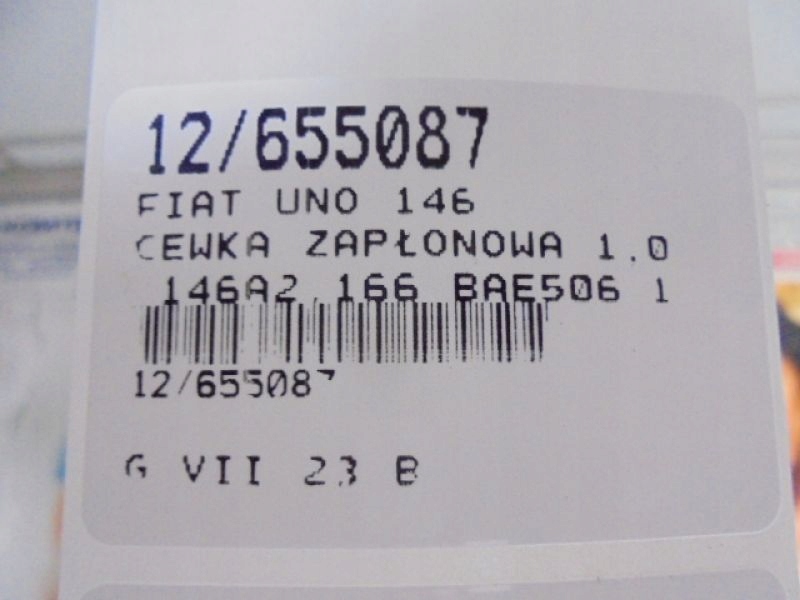 12/655087
FIAT UNO 146
CEWKA ZAPŁONOWA 1.0
146A2.166 BAE506 1
12/655087
G VII 23 B